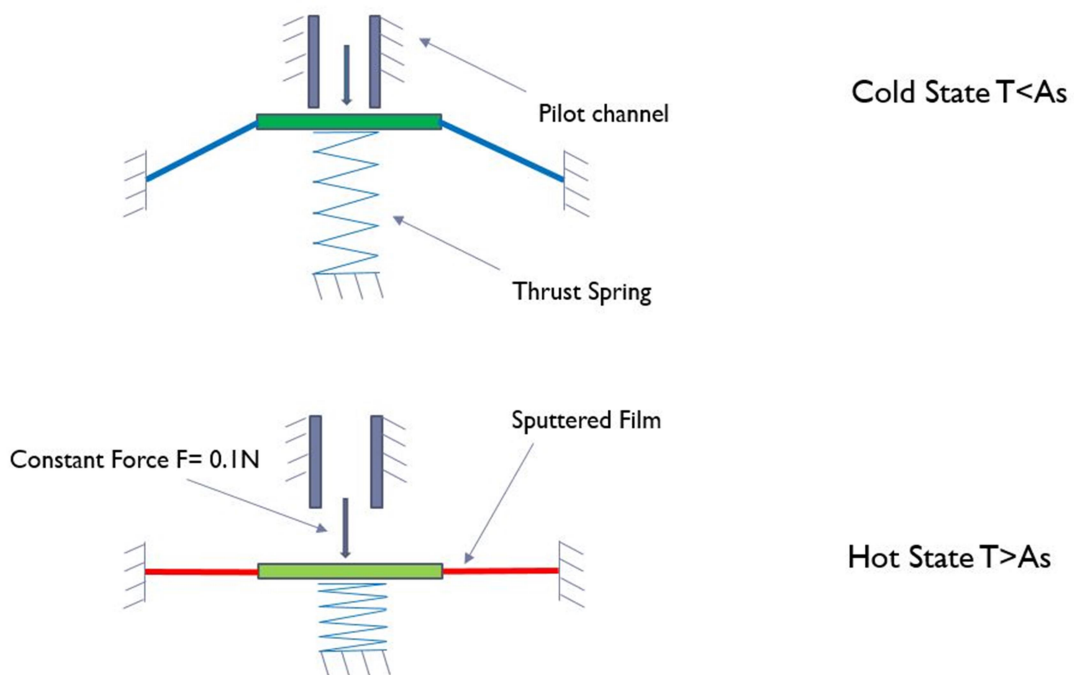 Cold State T<As
Pilot channel
Thrust Spring
Sputtered Film
Constant Force F= 0.1N
Hot State T>As